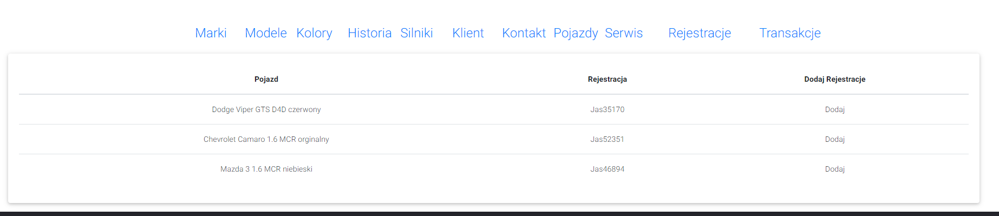 Marki Modele Kolory Historia Silniki Klient Kontakt Pojazdy Serwis Rejestracje Transakcje
Pojazd Rejestracja Dodaj Rejestracje
Dodge Viper GTS D4D czerwony Jas35170 Dodaj
Chevrolet Camaro 1.6 MCR orginalny Jas52351 Dodaj
Mazda 3 1.6 MCR niebieski Jas46894 Dodaj